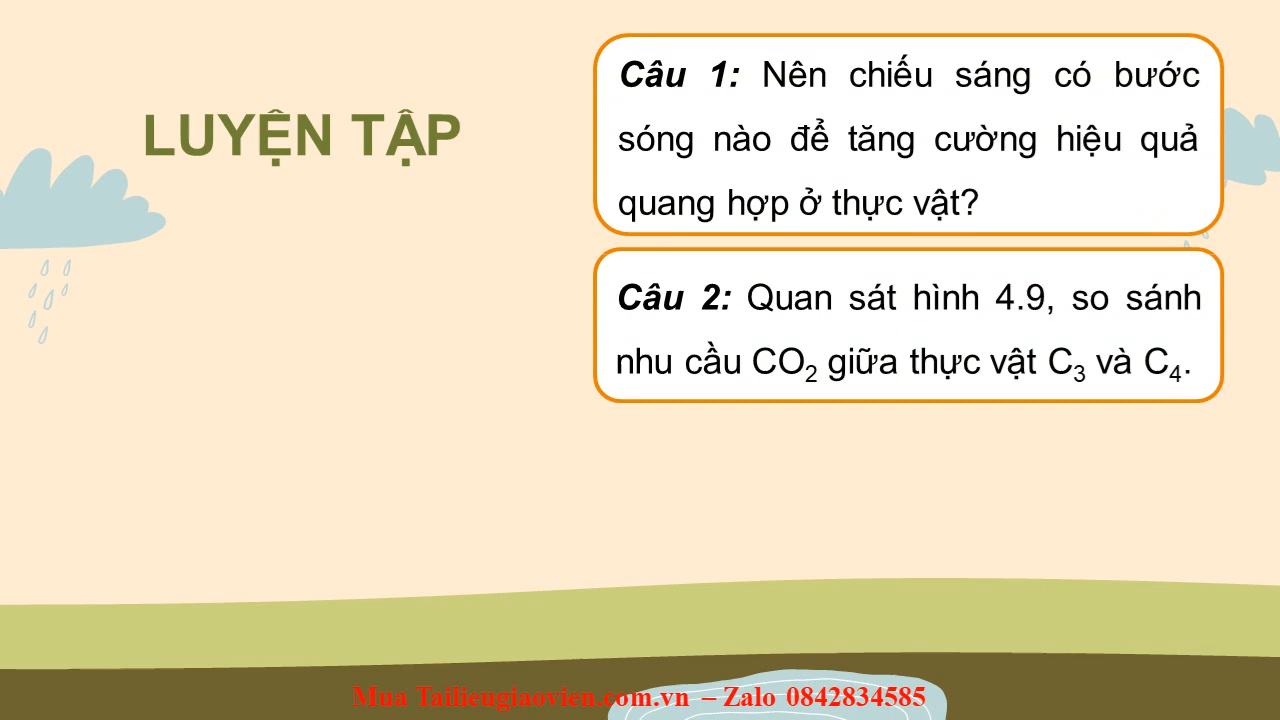 LUYỆN TẬP
Câu 1: Nên chiếu sáng có bước
sóng nào để tăng cường hiệu quả
quang hợp ở thực vật?
Câu 2: Quan sát hình 4.9, so sánh
nhu cầu CO₂ giữa thực vật C₃ và C₄.
Mua Tailieugiaovien.com.vn – Zalo 0842834585